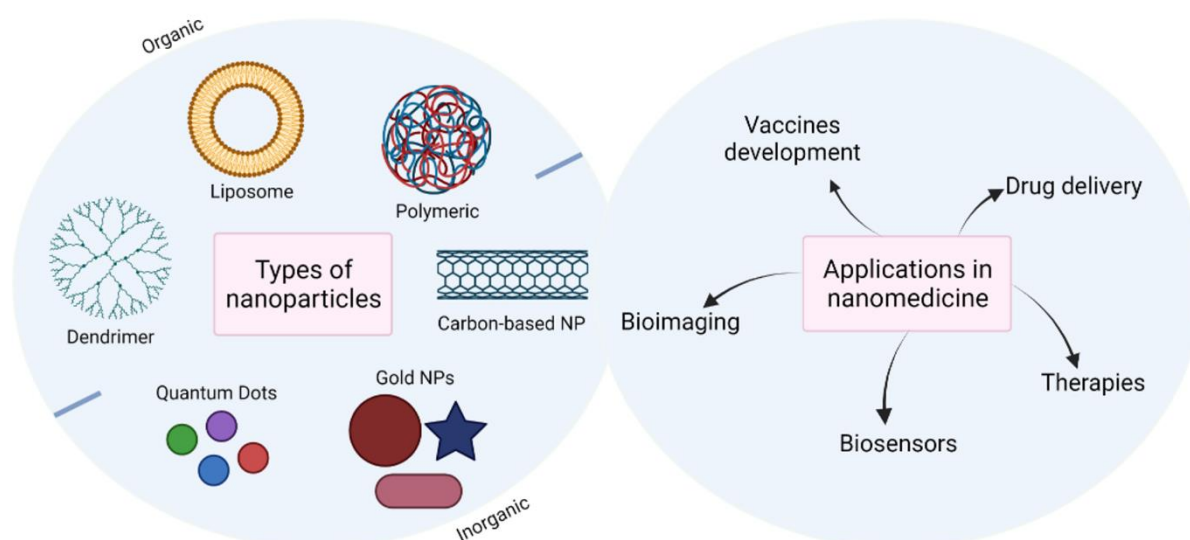 Organic
Liposome
Polymeric
Dendrimer
Types of
nanoparticles
Carbon-based NP
Quantum Dots
Gold NPs
Inorganic
Vaccines
development
Drug delivery
Applications in
nanomedicine
Bioimaging
Therapies
Biosensors